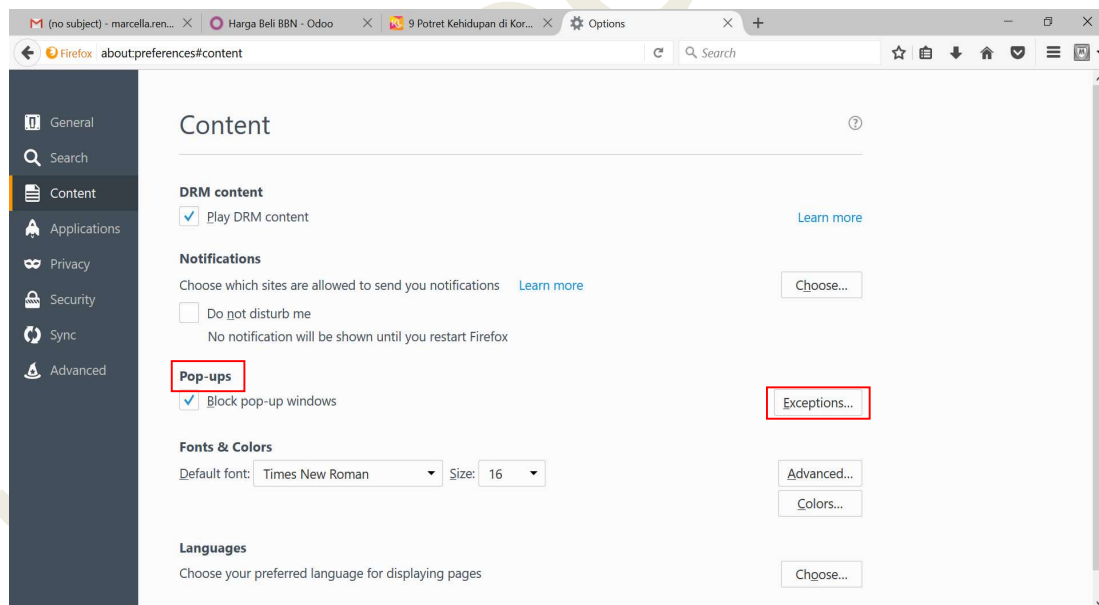 (no subject) - marcella.ren... Harga Beli BBN - Odoo 9 Potret Kehidupan di Kor... Options
Firefox about:preferences#content Search
General
Search
Content
Applications
Privacy
Security
Sync
Advanced
Content
DRM content
Play DRM content Learn more
Notifications
Choose which sites are allowed to send you notifications Learn more Choose...
Do not disturb me
No notification will be shown until you restart Firefox
Pop-ups
Block pop-up windows Exceptions...
Fonts & Colors
Default font: Times New Roman Size: 16 Advanced...
Colors...
Languages
Choose your preferred language for displaying pages Choose...